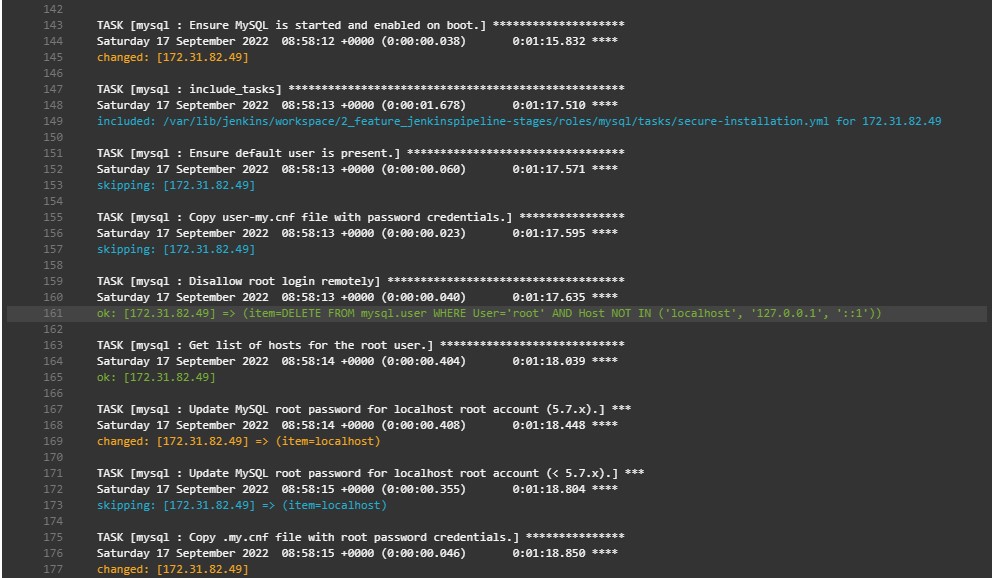 142
143 TASK [mysql : Ensure MySQL is started and enabled on boot.] ********************
144 Saturday 17 September 2022  08:58:12 +0000 (0:00:00.038)       0:01:15.832 ****
145 changed: [172.31.82.49]
146
147 TASK [mysql : include_tasks] ***************************************************
148 Saturday 17 September 2022  08:58:13 +0000 (0:00:01.678)       0:01:17.510 ****
149 included: /var/lib/jenkins/workspace/2_feature_jenkinspipeline-stages/roles/mysql/tasks/secure-installation.yml for 172.31.82.49
150
151 TASK [mysql : Ensure default user is present.] *********************************
152 Saturday 17 September 2022  08:58:13 +0000 (0:00:00.060)       0:01:17.571 ****
153 skipping: [172.31.82.49]
154
155 TASK [mysql : Copy user-my.cnf file with password credentials.] ****************
156 Saturday 17 September 2022  08:58:13 +0000 (0:00:00.023)       0:01:17.595 ****
157 skipping: [172.31.82.49]
158
159 TASK [mysql : Disallow root login remotely] ************************************
160 Saturday 17 September 2022  08:58:13 +0000 (0:00:00.040)       0:01:17.635 ****
161 ok: [172.31.82.49] => (item=DELETE FROM mysql.user WHERE User='root' AND Host NOT IN ('localhost', '127.0.0.1', '::1'))
162
163 TASK [mysql : Get list of hosts for the root user.] ****************************
164 Saturday 17 September 2022  08:58:14 +0000 (0:00:00.404)       0:01:18.039 ****
165 ok: [172.31.82.49]
166
167 TASK [mysql : Update MySQL root password for localhost root account (5.7.x).] ***
168 Saturday 17 September 2022  08:58:14 +0000 (0:00:00.408)       0:01:18.448 ****
169 changed: [172.31.82.49] => (item=localhost)
170
171 TASK [mysql : Update MySQL root password for localhost root account (< 5.7.x).] ***
172 Saturday 17 September 2022  08:58:15 +0000 (0:00:00.355)       0:01:18.804 ****
173 skipping: [172.31.82.49] => (item=localhost)
174
175 TASK [mysql : Copy .my.cnf file with root password credentials.] ***************
176 Saturday 17 September 2022  08:58:15 +0000 (0:00:00.046)       0:01:18.850 ****
177 changed: [172.31.82.49]